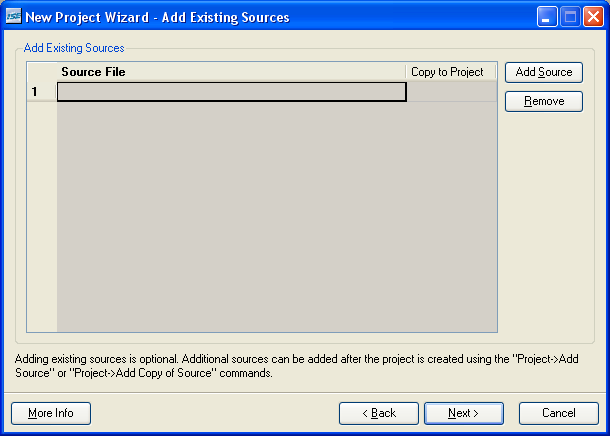 ISE New Project Wizard - Add Existing Sources
Add Existing Sources
Source File Copy to Project Add Source
1
Remove
Adding existing sources is optional. Additional sources can be added after the project is created using the "Project->Add
Source" or "Project->Add Copy of Source" commands.
More Info < Back Next > Cancel